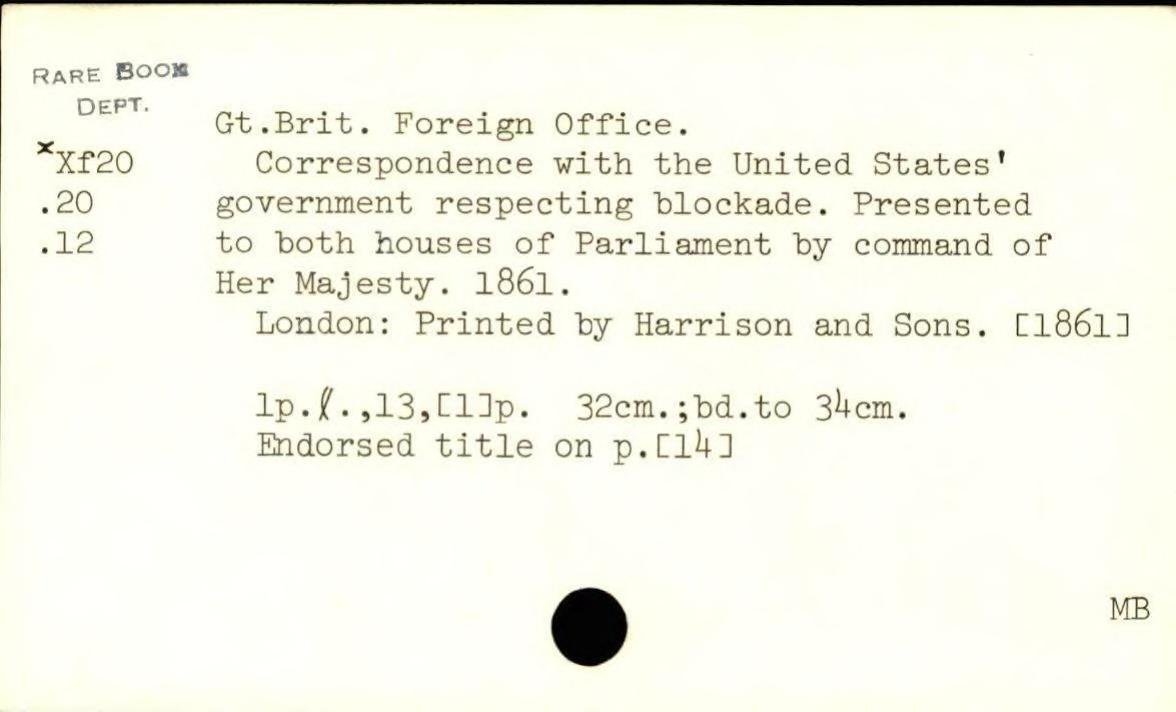 RARE BOOK
DEPT.
Gt.Brit. Foreign Office.
xXf20 Correspondence with the United States'
.20 government respecting blockade. Presented
.12 to both houses of Parliament by command of
Her Majesty. 1861.
London: Printed by Harrison and Sons. [1861]
1p.ℓ.,13,[1]p. 32cm.;bd.to 34cm.
Endorsed title on p.[14]
MB